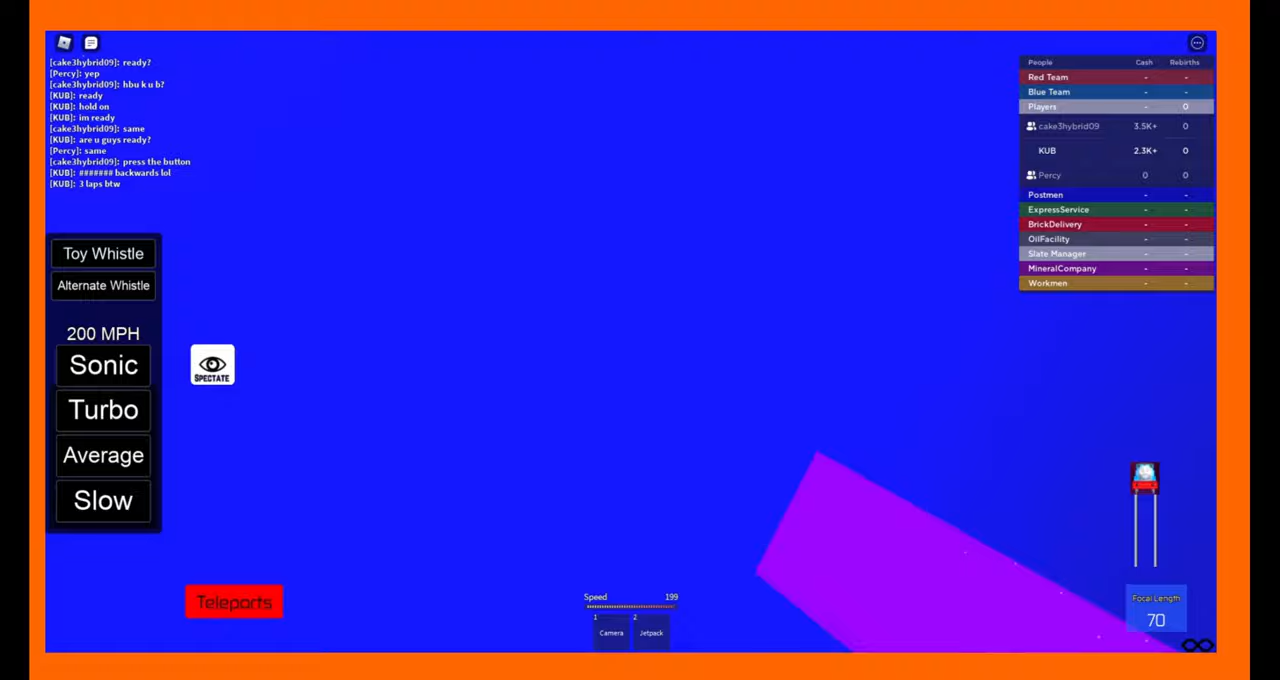 [cake3hybrid09]: ready?
[Percy]: yep
[cake3hybrid09]: hbu k u b?
[KUB]: ready
[KUB]: hold on
[KUB]: im ready
[cake3hybrid09]: same
[KUB]: are u guys ready?
[Percy]: same
[cake3hybrid09]: press the button
[KUB]: ####### backwards lol
[KUB]: 3 laps btw
People Cash Rebirths
Red Team - -
Blue Team - -
Players - 0
cake3hybrid09 3.5K+ 0
KUB 2.3K+ 0
Percy 0 0
Postmen - -
ExpressService - -
BrickDelivery - -
OilFacility - -
Slate Manager - -
MineralCompany - -
Workmen - -
Toy Whistle
Alternate Whistle
200 MPH
Sonic
Turbo
Average
Slow
SPECTATE
Teleports
Speed 199
1 2
Camera Jetpack
Focal Length
70